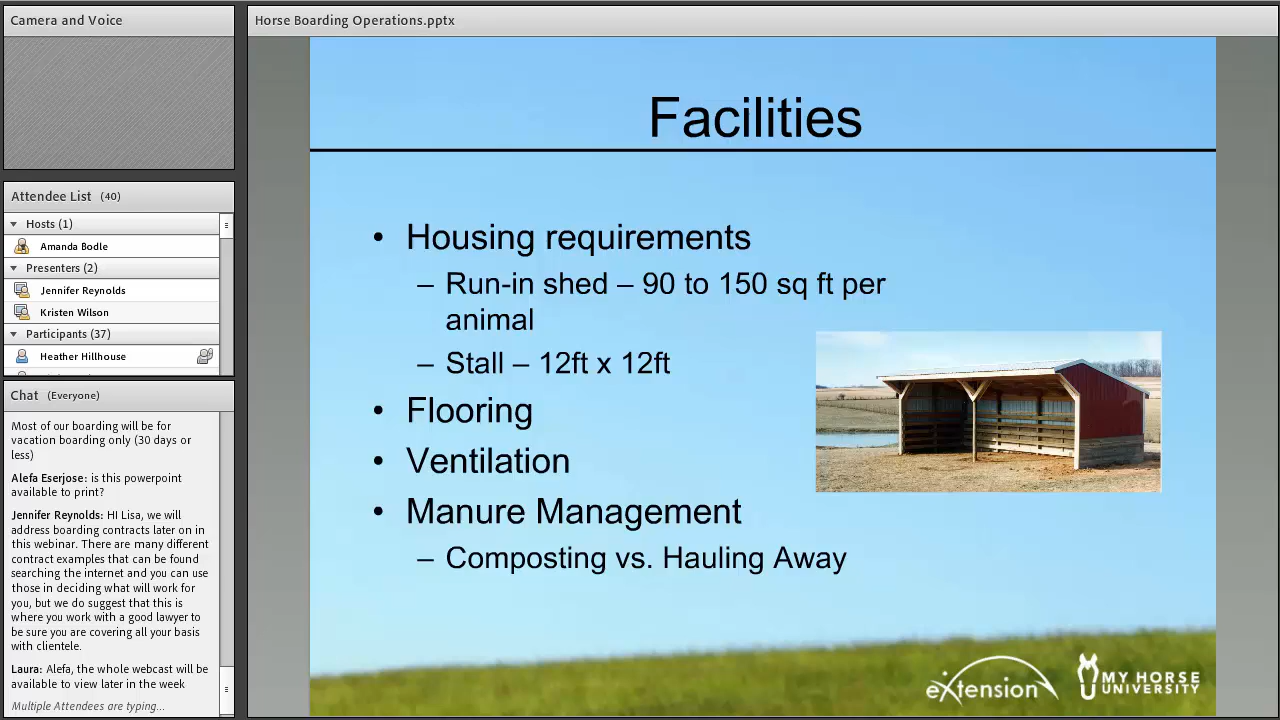 Camera and Voice
Horse Boarding Operations.pptx
Attendee List (40)
Hosts (1)
Amanda Bodle
Presenters (2)
Jennifer Reynolds
Kristen Wilson
Participants (37)
Heather Hillhouse
Chat (Everyone)
Most of our boarding will be for
vacation boarding only (30 days or
less)
Alefa Eserjose: is this powerpoint
available to print?
Jennifer Reynolds: HI Lisa, we will
address boarding contracts later on in
this webinar. There are many different
contract examples that can be found
searching the internet and you can use
those in deciding what will work for
you, but we do suggest that this is
where you work with a good lawyer to
be sure you are covering all your basis
with clientele.
Laura: Alefa, the whole webcast will be
available to view later in the week
Multiple Attendees are typing...
Facilities
• Housing requirements
– Run-in shed – 90 to 150 sq ft per
animal
– Stall – 12ft x 12ft
• Flooring
• Ventilation
• Manure Management
– Composting vs. Hauling Away
eXtension
MY HORSE
UNIVERSITY